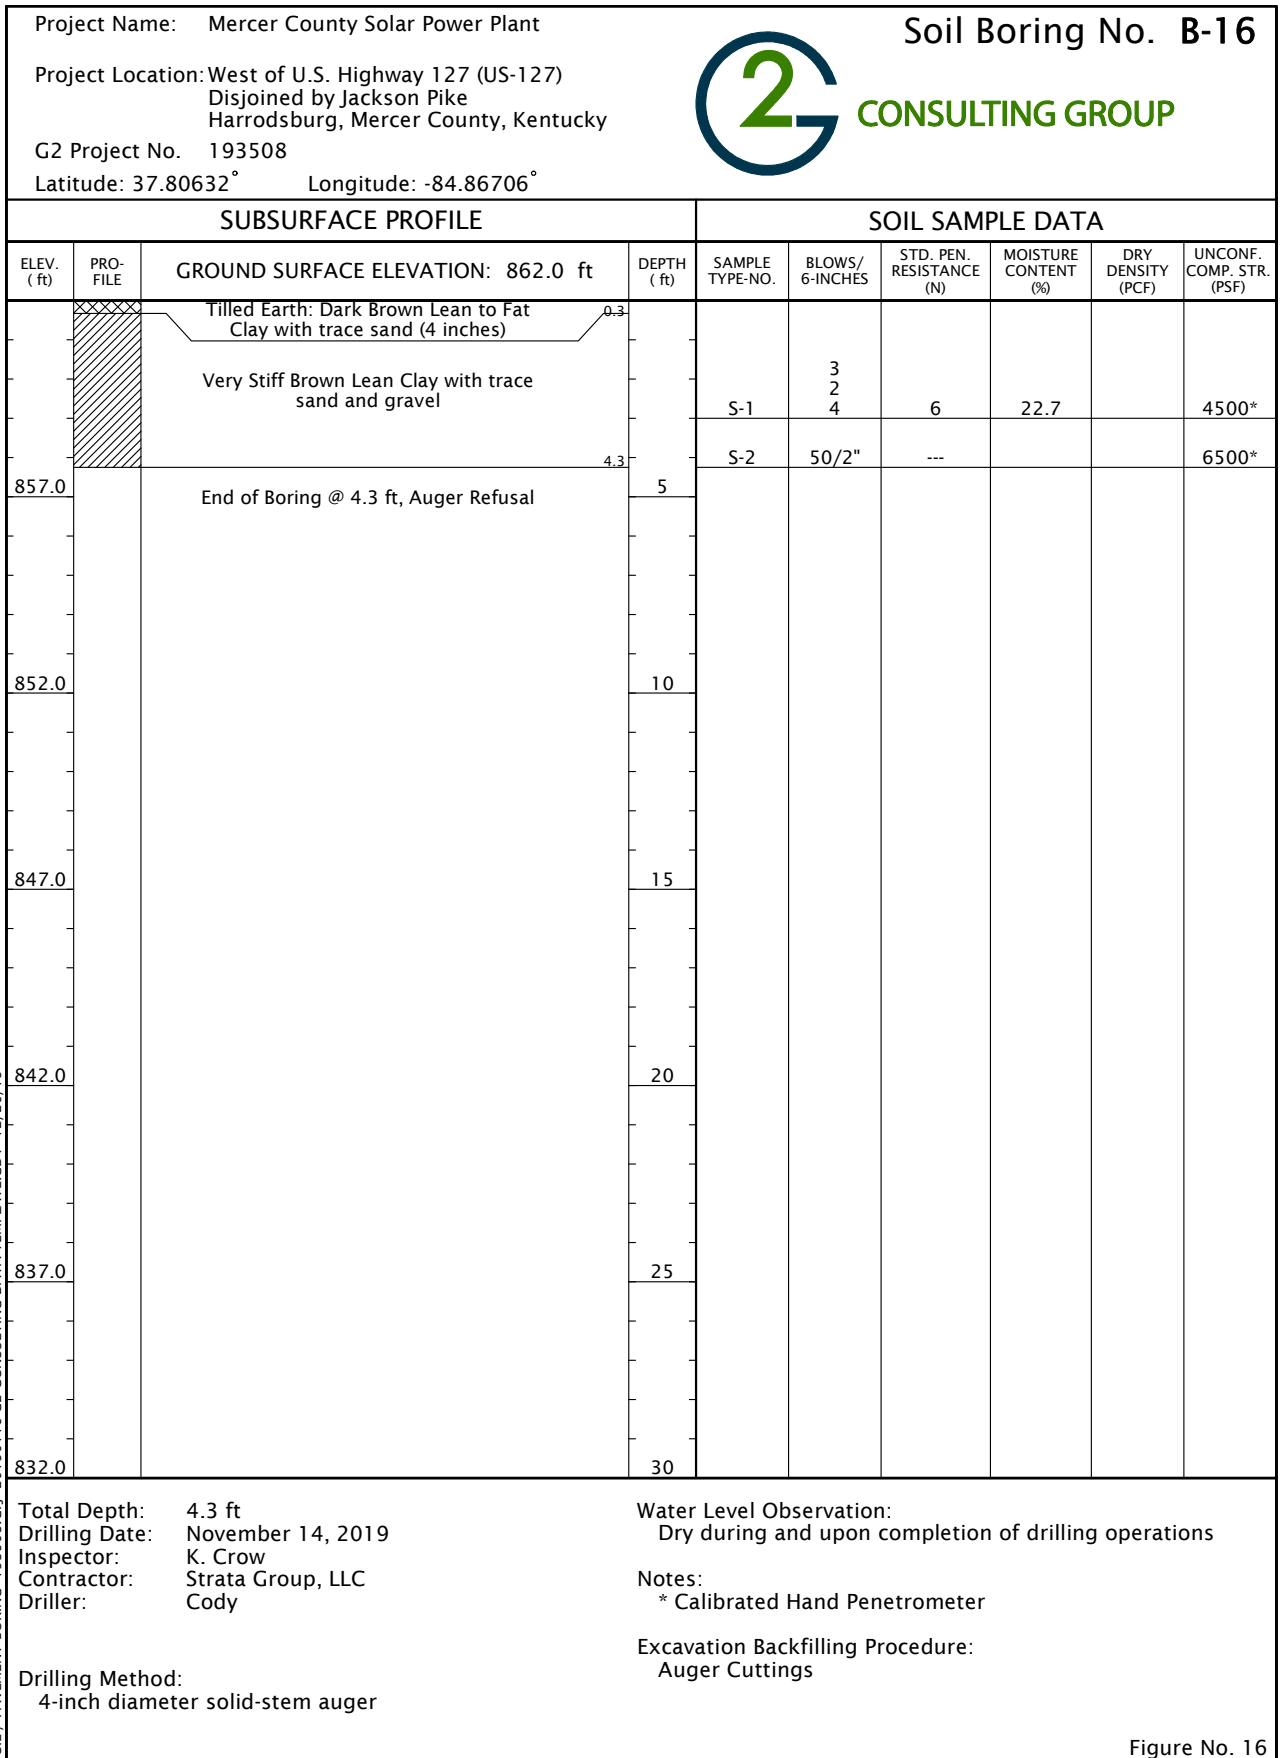 Project Name: Mercer County Solar Power Plant
Project Location: West of U.S. Highway 127 (US-127)
Disjoined by Jackson Pike
Harrodsburg, Mercer County, Kentucky
G2 Project No. 193508
Latitude: 37.80632° Longitude: -84.86706°
Soil Boring No. B-16
G2 CONSULTING GROUP
SUBSURFACE PROFILE
SOIL SAMPLE DATA
ELEV. (ft)
PRO-FILE
GROUND SURFACE ELEVATION: 862.0 ft
DEPTH (ft)
SAMPLE TYPE-NO.
BLOWS/ 6-INCHES
STD. PEN. RESISTANCE (N)
MOISTURE CONTENT (%)
DRY DENSITY (PCF)
UNCONF. COMP. STR. (PSF)
Tilled Earth: Dark Brown Lean to Fat 0.3
Clay with trace sand (4 inches)
Very Stiff Brown Lean Clay with trace
sand and gravel
3
2
S-1 4 6 22.7 4500*
4.3 S-2 50/2" --- 6500*
857.0 5
End of Boring @ 4.3 ft, Auger Refusal
852.0 10
847.0 15
842.0 20
837.0 25
832.0 30
Total Depth: 4.3 ft
Drilling Date: November 14, 2019
Inspector: K. Crow
Contractor: Strata Group, LLC
Driller: Cody
Drilling Method:
4-inch diameter solid-stem auger
Water Level Observation:
Dry during and upon completion of drilling operations
Notes:
* Calibrated Hand Penetrometer
Excavation Backfilling Procedure:
Auger Cuttings
Figure No. 16